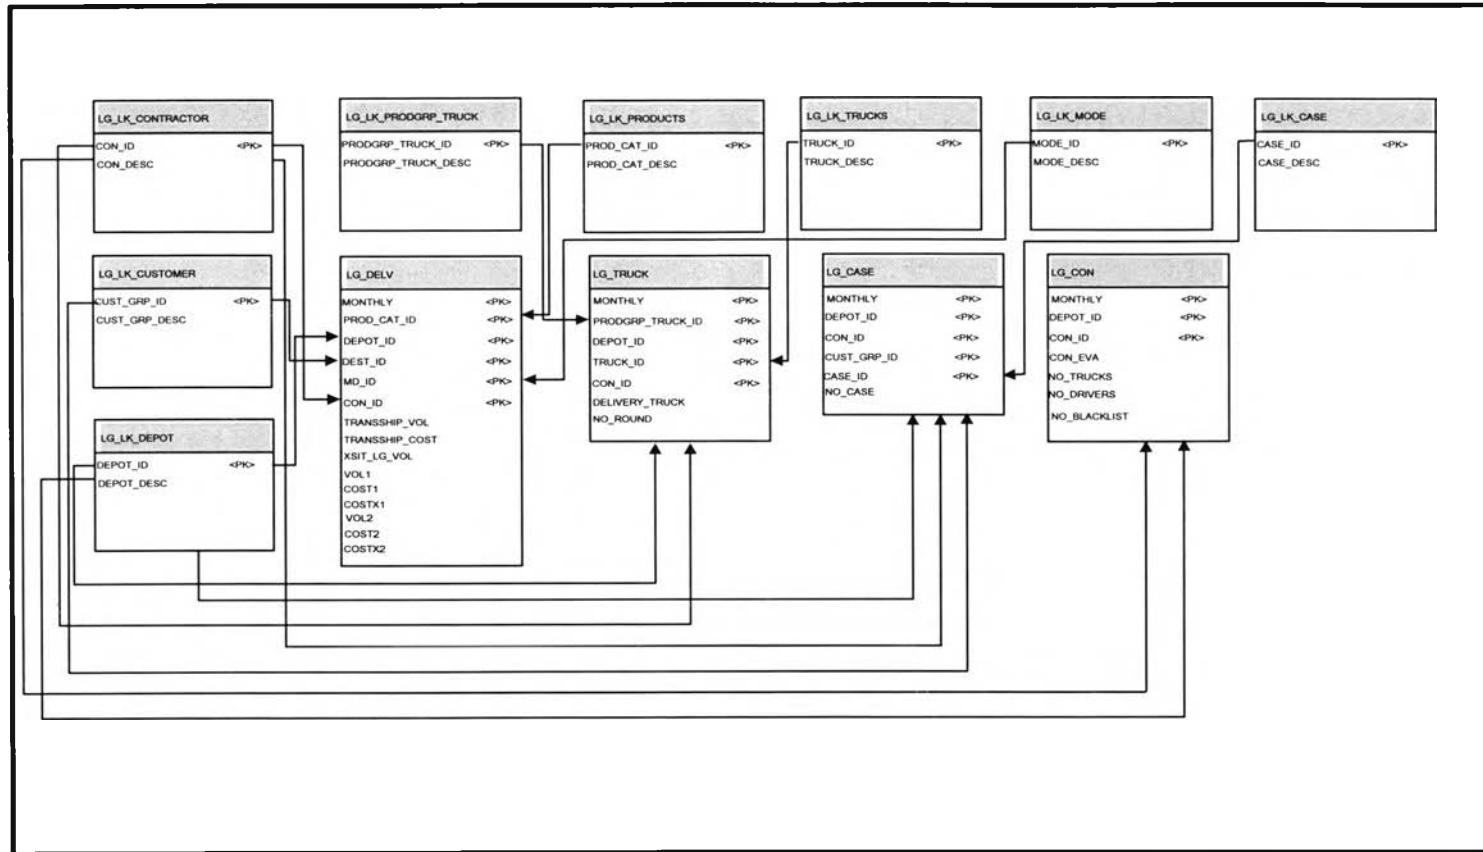 LG_LK_CONTRACTOR
CON_ID <PK>
CON_DESC
LG_LK_PRODGRP_TRUCK
PRODGRP_TRUCK_ID <PK>
PRODGRP_TRUCK_DESC
LG_LK_PRODUCTS
PROD_CAT_ID <PK>
PROD_CAT_DESC
LG_LK_TRUCKS
TRUCK_ID <PK>
TRUCK_DESC
LG_LK_MODE
MODE_ID <PK>
MODE_DESC
LG_LK_CASE
CASE_ID <PK>
CASE_DESC
LG_LK_CUSTOMER
CUST_GRP_ID <PK>
CUST_GRP_DESC
LG_DELV
MONTHLY <PK>
PROD_CAT_ID <PK>
DEPOT_ID <PK>
DEST_ID <PK>
MD_ID <PK>
CON_ID <PK>
TRANSSHIP_VOL
TRANSSHIP_COST
XSIT_LG_VOL
VOL1
COST1
COSTX1
VOL2
COST2
COSTX2
LG_TRUCK
MONTHLY <PK>
PRODGRP_TRUCK_ID <PK>
DEPOT_ID <PK>
TRUCK_ID <PK>
CON_ID <PK>
DELIVERY_TRUCK
NO_ROUND
LG_CASE
MONTHLY <PK>
DEPOT_ID <PK>
CON_ID <PK>
CUST_GRP_ID <PK>
CASE_ID <PK>
NO_CASE
LG_CON
MONTHLY <PK>
DEPOT_ID <PK>
CON_ID <PK>
CON_EVA
NO_TRUCKS
NO_DRIVERS
NO_BLACKLIST
LG_LK_DEPOT
DEPOT_ID <PK>
DEPOT_DESC